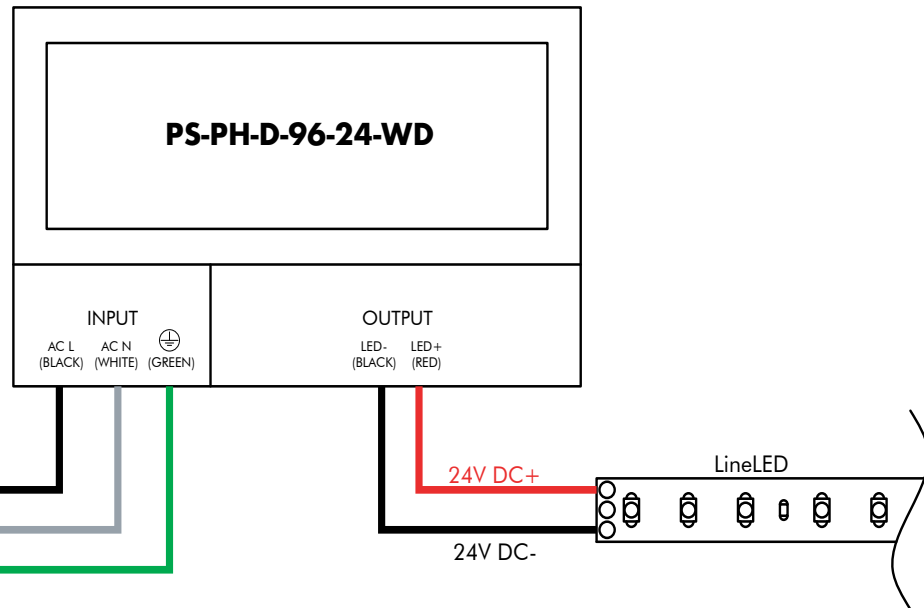 PS-PH-D-96-24-WD
INPUT
AC L
(BLACK)
AC N
(WHITE)
(GREEN)
OUTPUT
LED-
(BLACK)
LED+
(RED)
24V DC+
24V DC-
LineLED